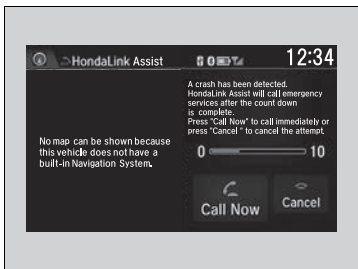 HondaLink Assist
12:34
A crash has been detected.
HondaLink Assist will call emergency
services after the count down
is complete.
Press "Call Now" to call immediately or
press "Cancel" to cancel the attempt.
No map can be shown because
this vehicle does not have a
built-in Navigation System.
0 10
Call Now
Cancel